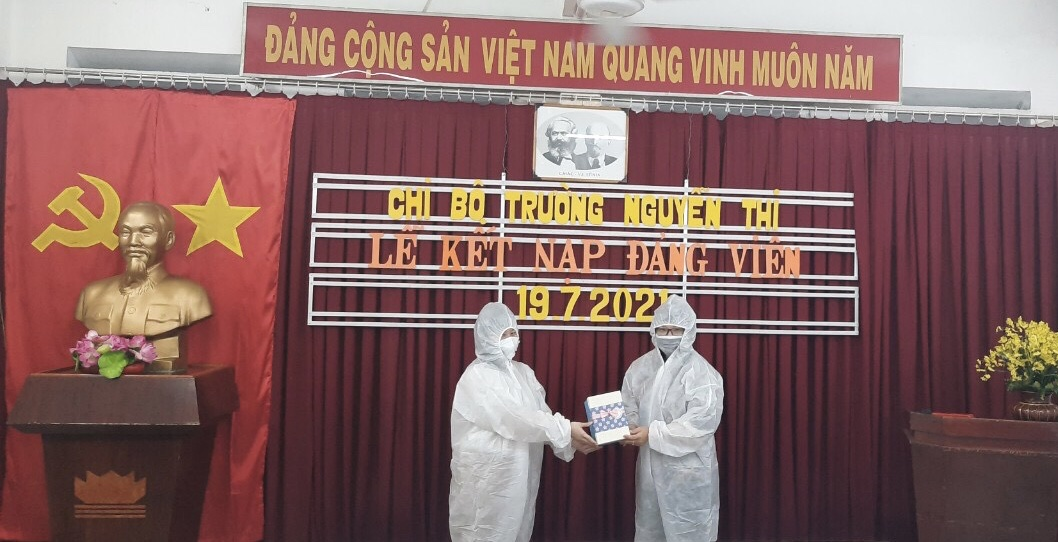 ĐẢNG CỘNG SẢN VIỆT NAM QUANG VINH MUÔN NĂM
CHI BỘ TRƯỜNG NGUYỄN THI
LỄ KẾT NẠP ĐẢNG VIÊN
19.7.2021